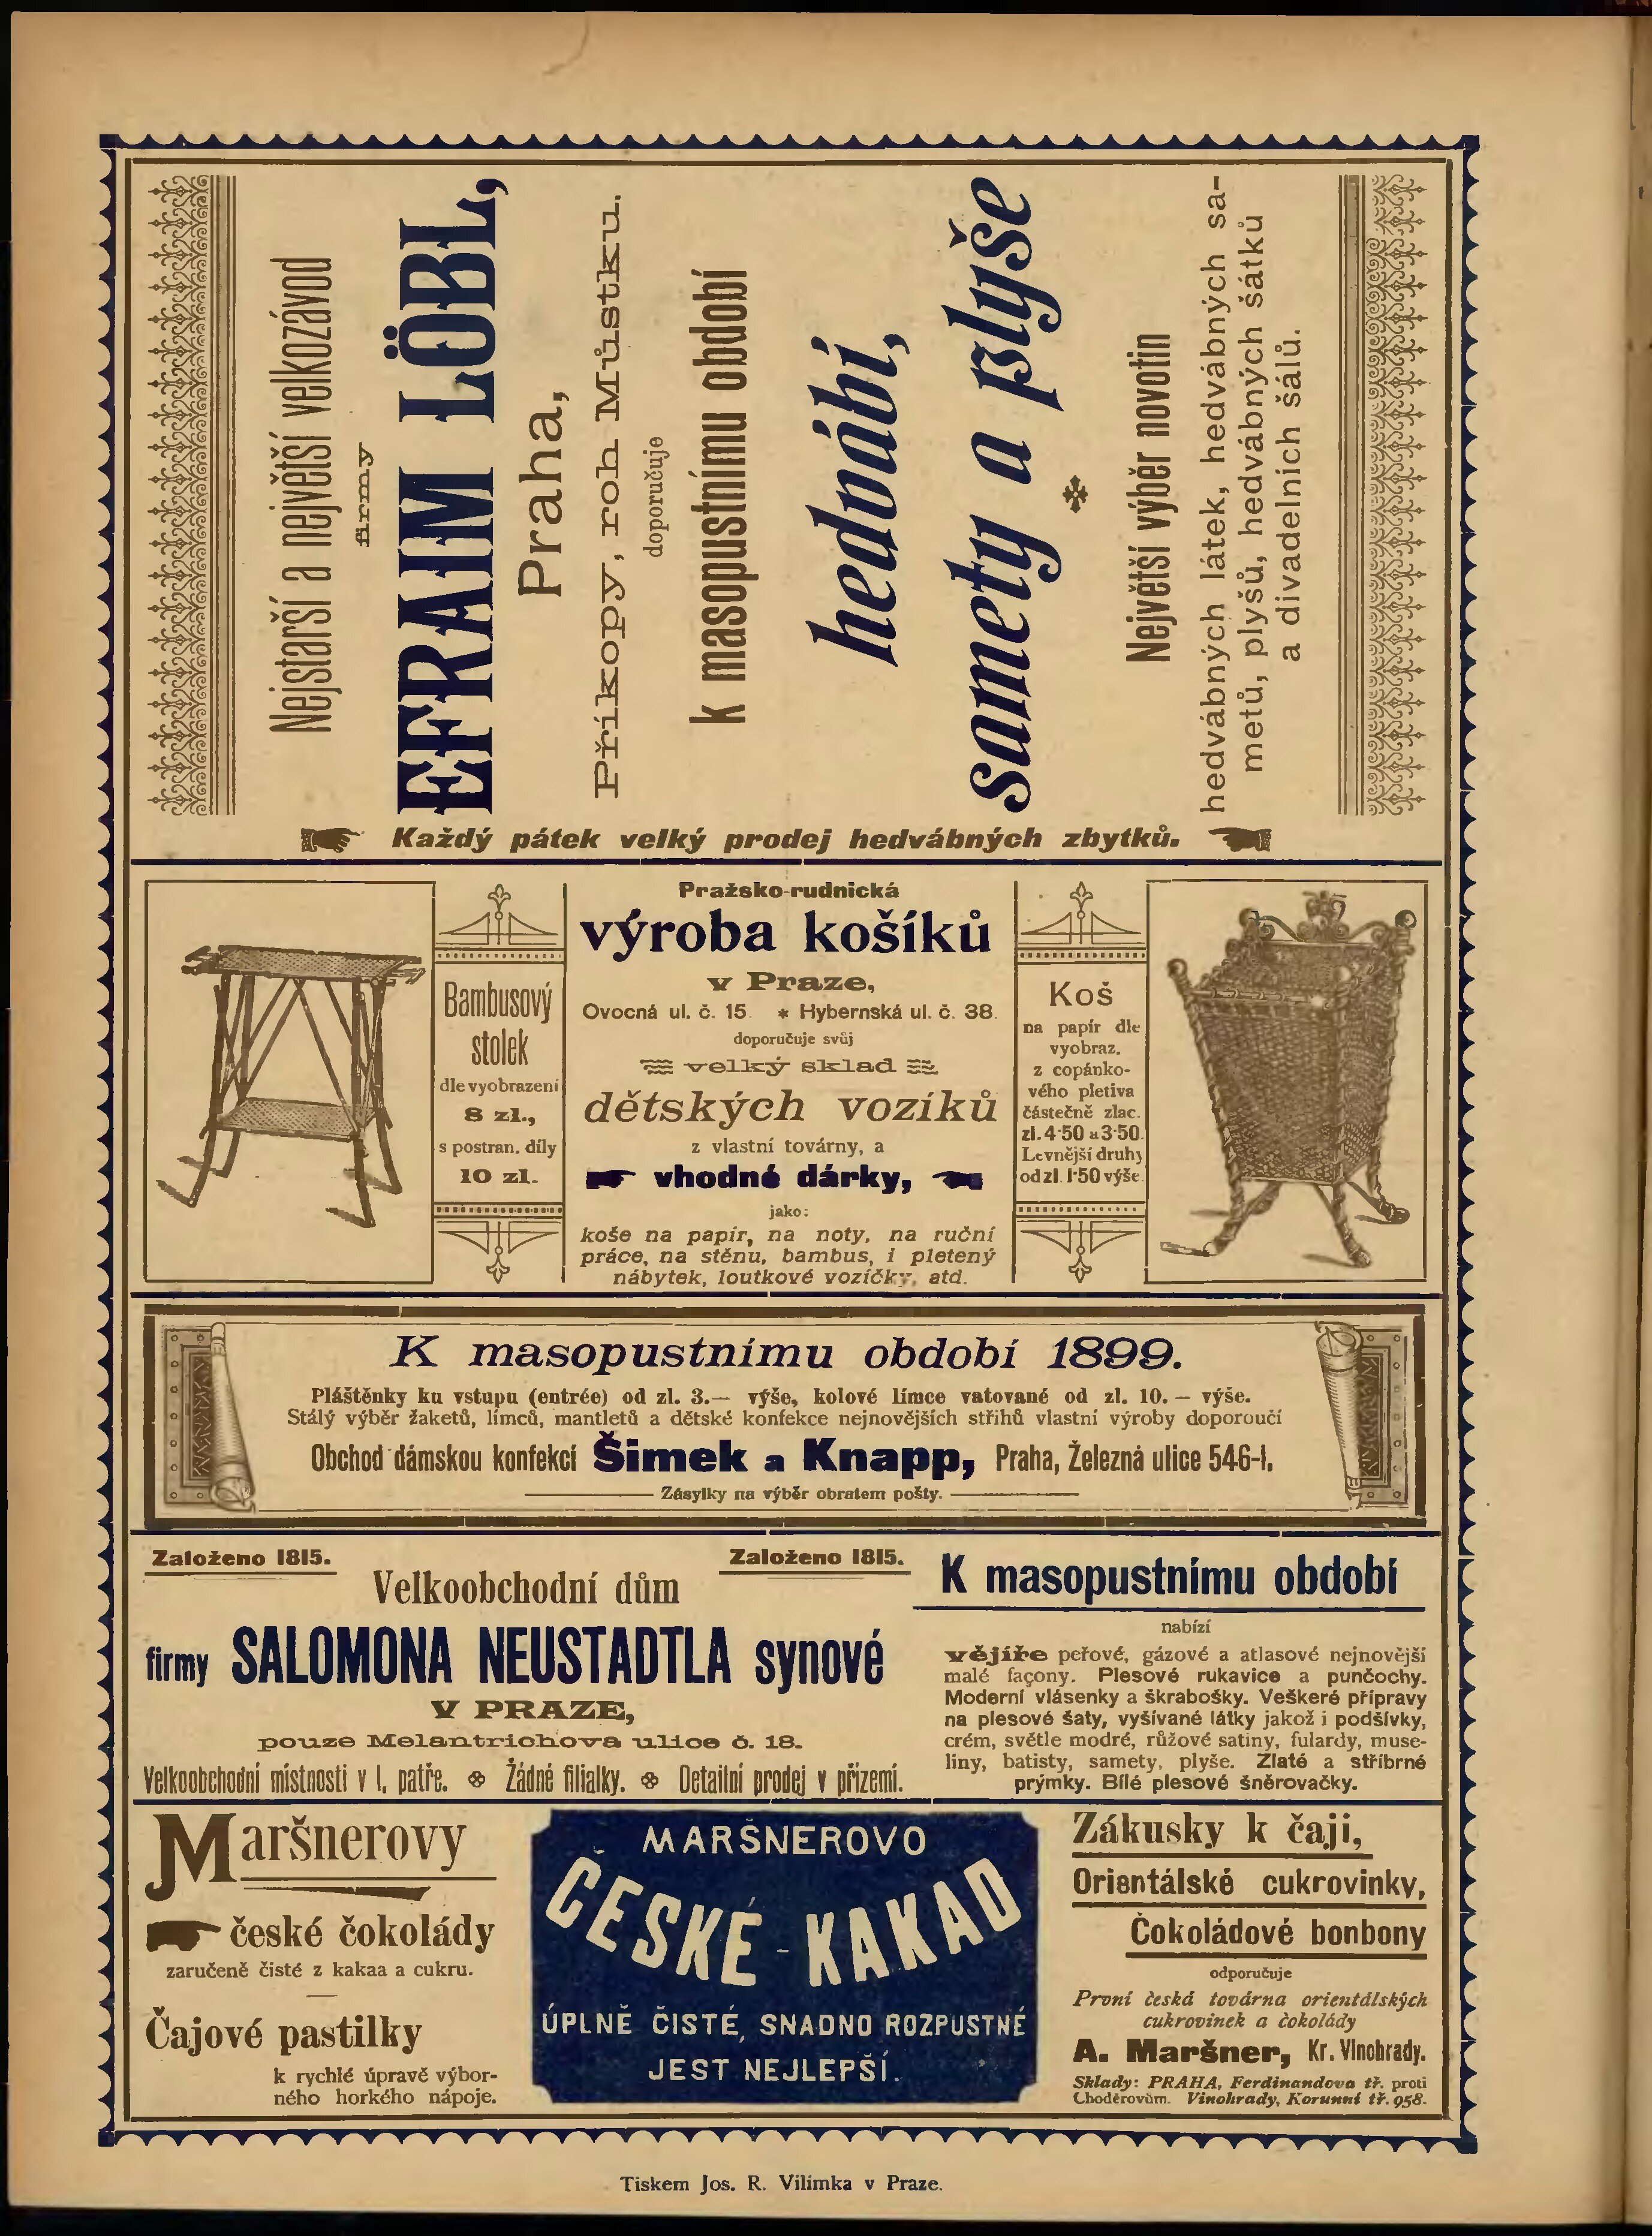 Nejstarší a největší velkozávod
firmy
EFRAIM LÖBL,
Praha,
Příkopy, roh Můstku.
doporučuje
k masopustnímu období
hedvábí,
samety a plyše
Největší výběr novotin
hedvábných látek, hedvábných sa-
metů, plyšů, hedvábných šátků
a divadelních šálů.
Každý pátek velký prodej hedvábných zbytků.
Bambusový
stolek
dle vyobrazení
8 zl.,
s postran. díly
10 zl.
Pražsko-rudnická
výroba košíků
v Praze,
Ovocná ul. č. 15. * Hybernská ul. č. 38.
doporučuje svůj
velký sklad
dětských vozíků
z vlastní továrny, a
vhodné dárky,
jako:
koše na papír, na noty, na ruční
práce, na stěnu, bambus, i pletený
nábytek, loutkové vozíčky, atd.
Koš
na papír dle
vyobraz.
z copánko-
vého pletiva
částečně zlac.
zl. 4·50 a 3·50.
Levnější druhy
od zl. 1·50 výše.
K masopustnímu období 1899.
Pláštěnky ku vstupu (entrée) od zl. 3.— výše, kolové límce vatované od zl. 10.— výše.
Stálý výběr žaketů, límců, mantletů a dětské konfekce nejnovějších střihů vlastní výroby doporoučí
Obchod dámskou konfekcí Šimek a Knapp, Praha, Železná ulice 546-I.
Zásylky na výběr obratem pošty.
Založeno 1815. Založeno 1815.
Velkoobchodní dům
firmy SALOMONA NEUSTADTLA synové
V PRAZE,
pouze Melantrichova ulice č. 18.
Velkoobchodní místnosti v I. patře. Žádné filialky. Detailní prodej v přízemí.
K masopustnímu období
nabízí
vějíře peřové, gázové a atlasové nejnovější
malé façony. Plesové rukavice a punčochy.
Moderní vlásenky a škrabošky. Veškeré přípravy
na plesové šaty, vyšívané látky jakož i podšívky,
crém, světle modré, růžové satiny, fulardy, muse-
liny, batisty, samety, plyše. Zlaté a stříbrné
prýmky. Bílé plesové šněrovačky.
Maršnerovy
české čokolády
zaručeně čisté z kakaa a cukru.
Čajové pastilky
k rychlé úpravě výbor-
ného horkého nápoje.
MARŠNEROVO
ČESKÉ-KAKAO
ÚPLNĚ ČISTÉ, SNADNO ROZPUSTNÉ
JEST NEJLEPŠÍ.
Zákusky k čaji,
Orientálské cukrovinky,
Čokoládové bonbony
odporučuje
První česká továrna orientálských
cukrovinek a čokolády
A. Maršner, Kr. Vinohrady.
Sklady: PRAHA, Ferdinandova tř. proti
Choděrovům. Vinohrady, Korunní tř. 958.
Tiskem Jos. R. Vilímka v Praze.